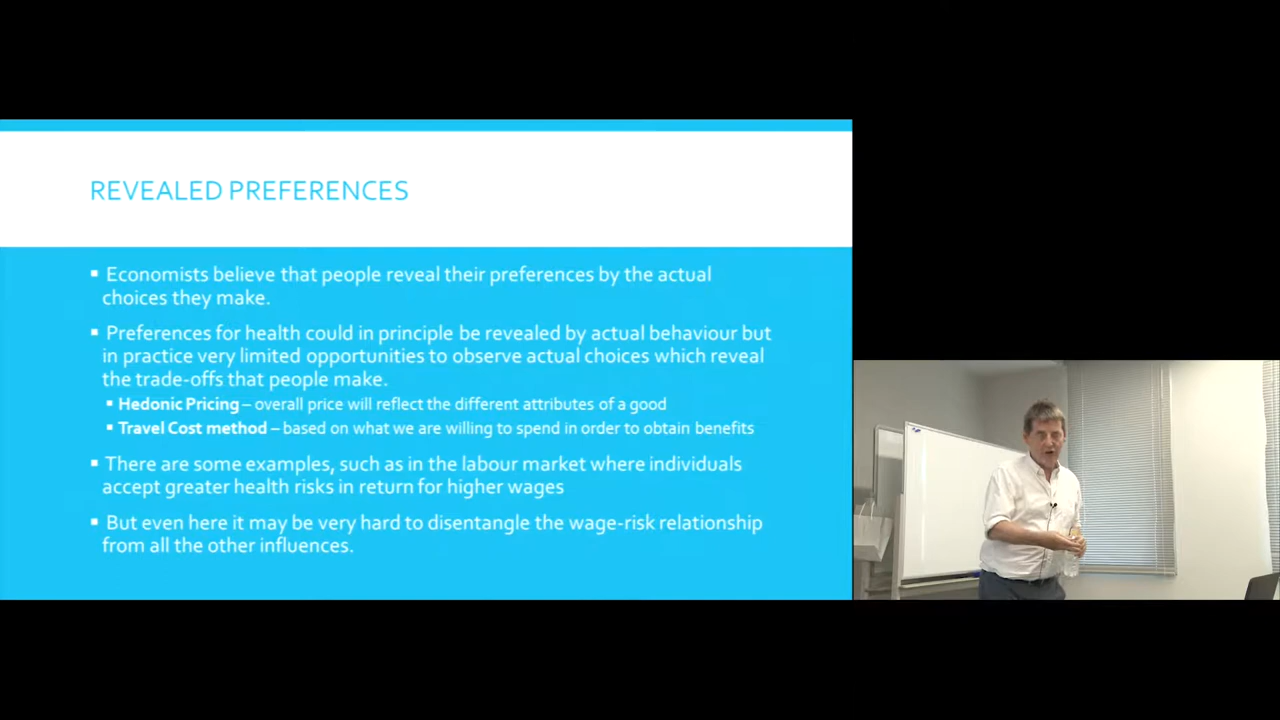 REVEALED PREFERENCES
▪ Economists believe that people reveal their preferences by the actual
choices they make.
▪ Preferences for health could in principle be revealed by actual behaviour but
in practice very limited opportunities to observe actual choices which reveal
the trade-offs that people make.
▪ Hedonic Pricing – overall price will reflect the different attributes of a good
▪ Travel Cost method – based on what we are willing to spend in order to obtain benefits
▪ There are some examples, such as in the labour market where individuals
accept greater health risks in return for higher wages
▪ But even here it may be very hard to disentangle the wage-risk relationship
from all the other influences.